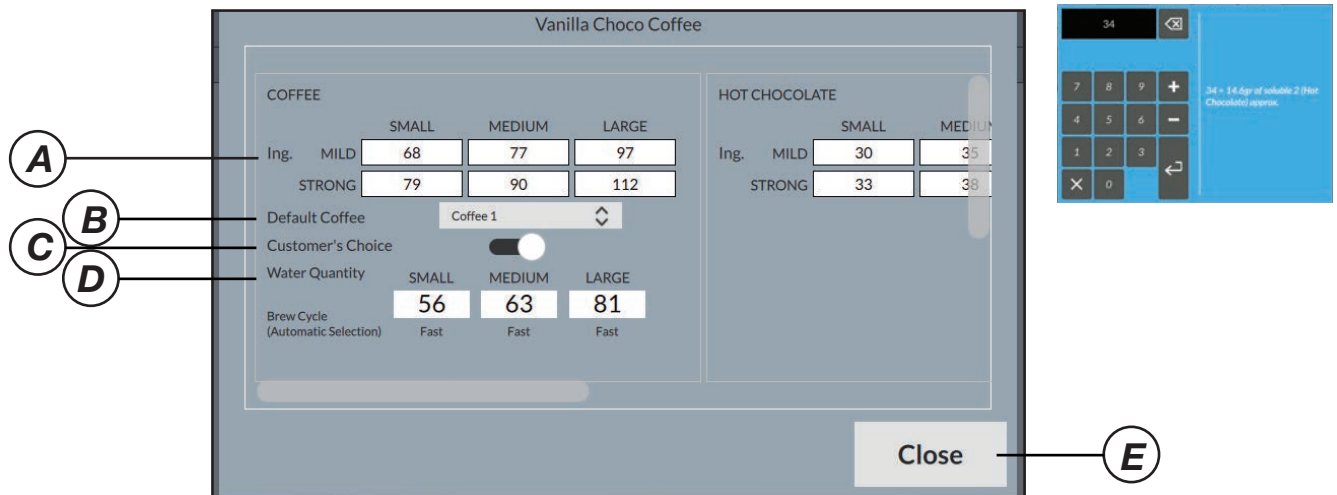 Vanilla Choco Coffee
COFFEE
SMALL MEDIUM LARGE
A Ing. MILD 68 77 97
STRONG 79 90 112
B Default Coffee Coffee 1
C Customer's Choice
D Water Quantity SMALL MEDIUM LARGE
56 63 81
Brew Cycle
(Automatic Selection) Fast Fast Fast
HOT CHOCOLATE
SMALL MEDIU
Ing. MILD 30 35
STRONG 33 38
Close E
34
7 8 9 +
4 5 6 −
1 2 3
X 0
34 = 14.6gr of soluble 2 (Hot
Chocolate) approx.